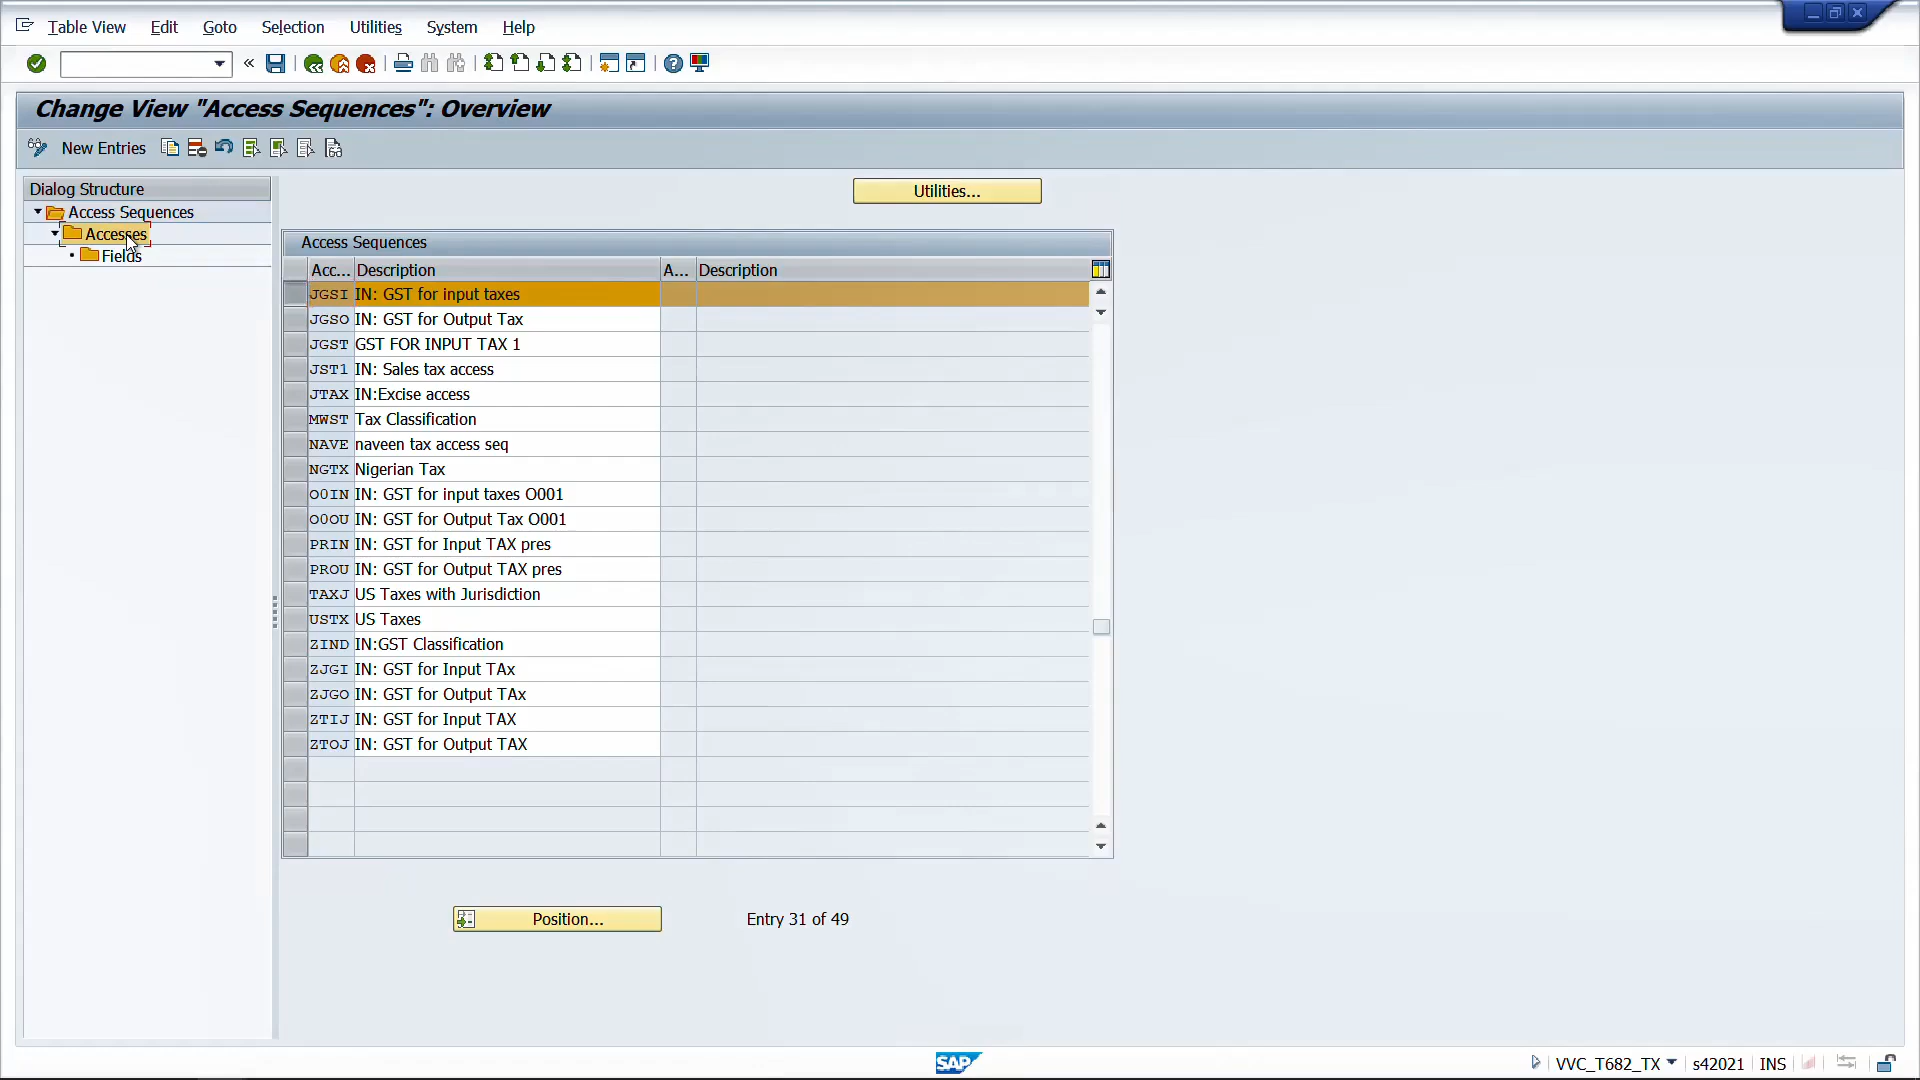 Table View Edit Goto Selection Utilities System Help
«
Change View "Access Sequences": Overview
New Entries
Dialog Structure
Access Sequences
Accesses
Fields
Utilities...
Access Sequences
Acc... Description A... Description
JGSI IN: GST for input taxes
JGSO IN: GST for Output Tax
JGST GST FOR INPUT TAX 1
JST1 IN: Sales tax access
JTAX IN:Excise access
MWST Tax Classification
NAVE naveen tax access seq
NGTX Nigerian Tax
O0IN IN: GST for input taxes O001
O0OU IN: GST for Output Tax O001
PRIN IN: GST for Input TAX pres
PROU IN: GST for Output TAX pres
TAXJ US Taxes with Jurisdiction
USTX US Taxes
ZIND IN:GST Classification
ZJGI IN: GST for Input TAx
ZJGO IN: GST for Output TAx
ZTIJ IN: GST for Input TAX
ZTOJ IN: GST for Output TAX
Position... Entry 31 of 49
SAP VVC_T682_TX s42021 INS